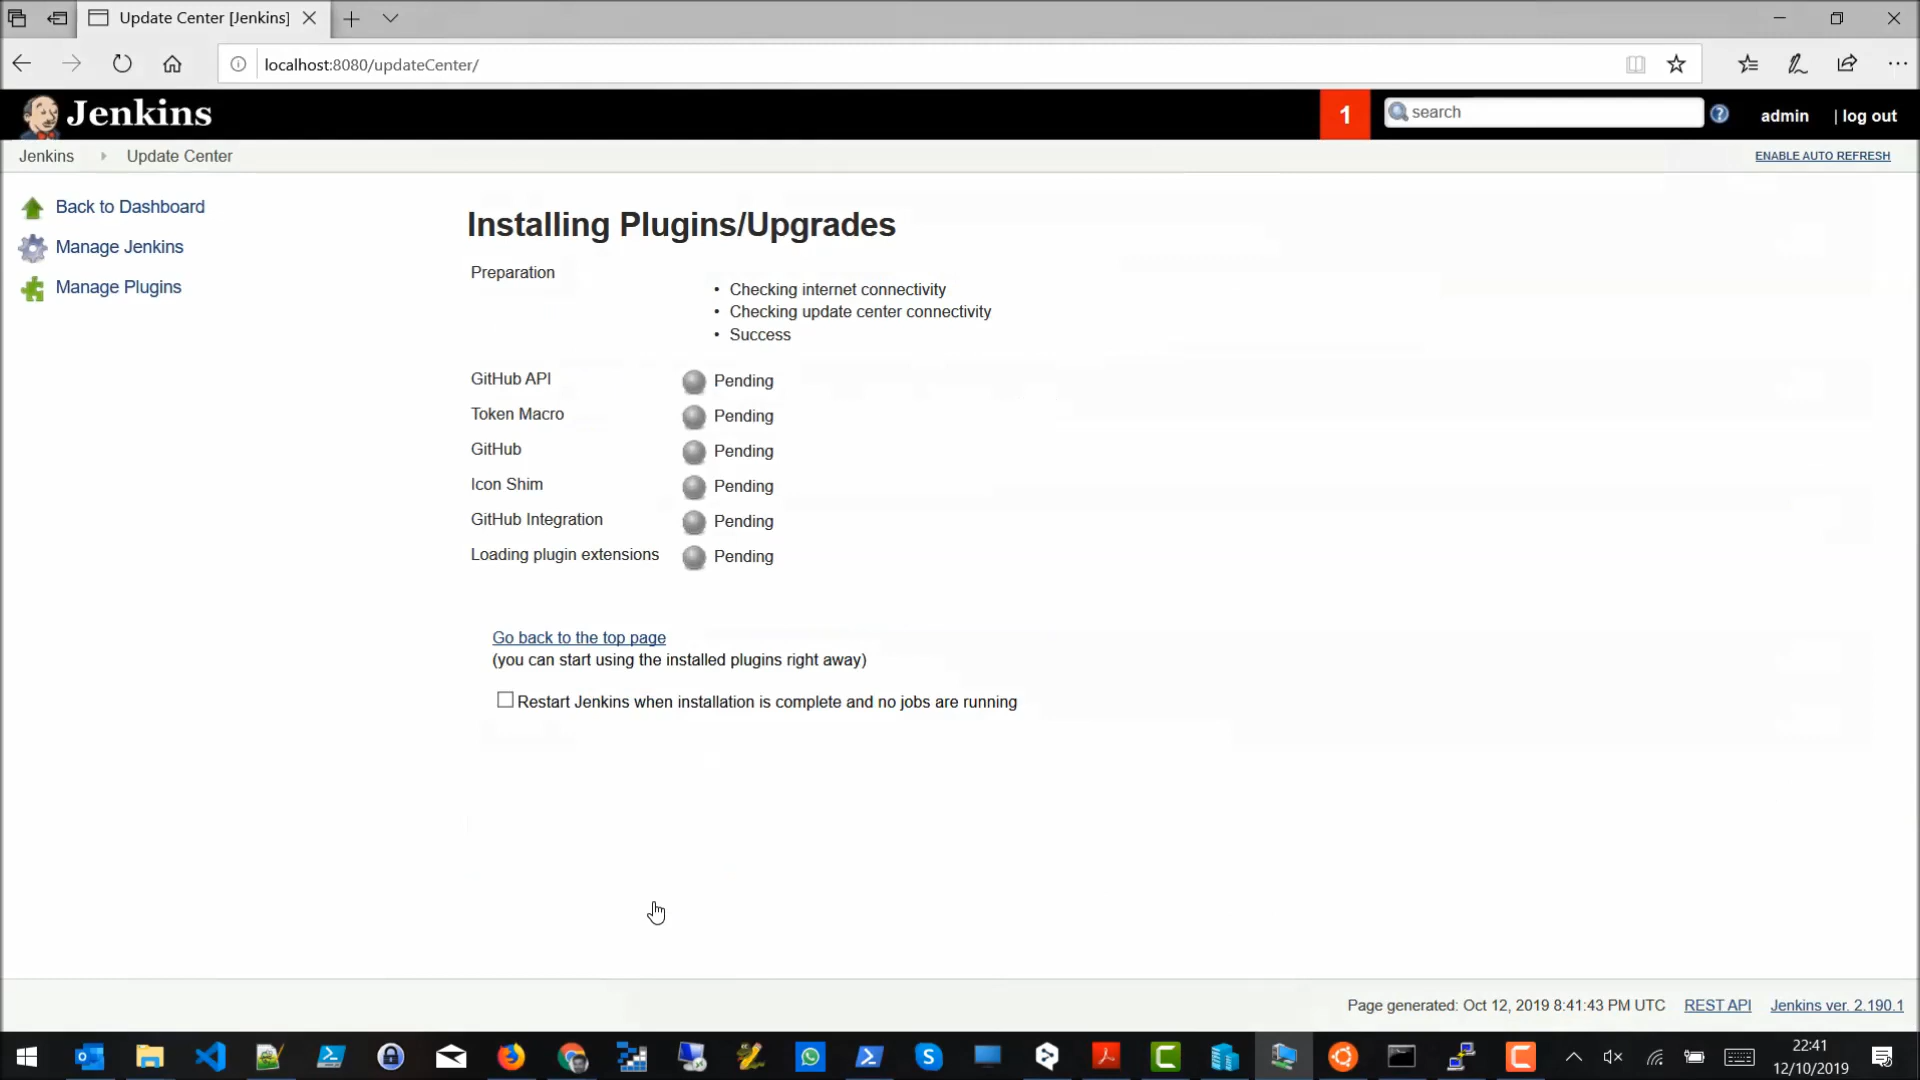 Update Center [Jenkins]
localhost:8080/updateCenter/
Jenkins
1
search
admin
| log out
Jenkins
Update Center
ENABLE AUTO REFRESH
Back to Dashboard
Manage Jenkins
Manage Plugins
Installing Plugins/Upgrades
Preparation
• Checking internet connectivity
• Checking update center connectivity
• Success
GitHub API Pending
Token Macro Pending
GitHub Pending
Icon Shim Pending
GitHub Integration Pending
Loading plugin extensions Pending
Go back to the top page
(you can start using the installed plugins right away)
Restart Jenkins when installation is complete and no jobs are running
Page generated: Oct 12, 2019 8:41:43 PM UTC
REST API
Jenkins ver. 2.190.1
22:41
12/10/2019